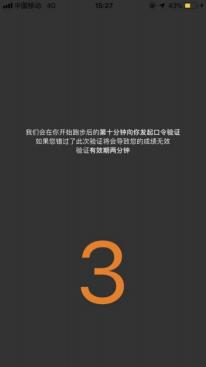 中国移动 4G 15:27 43%
我们会在你开始跑步后的第十分钟向你发起口令验证
如果您错过了此次验证将会导致您的成绩无效
验证有效期两分钟
3